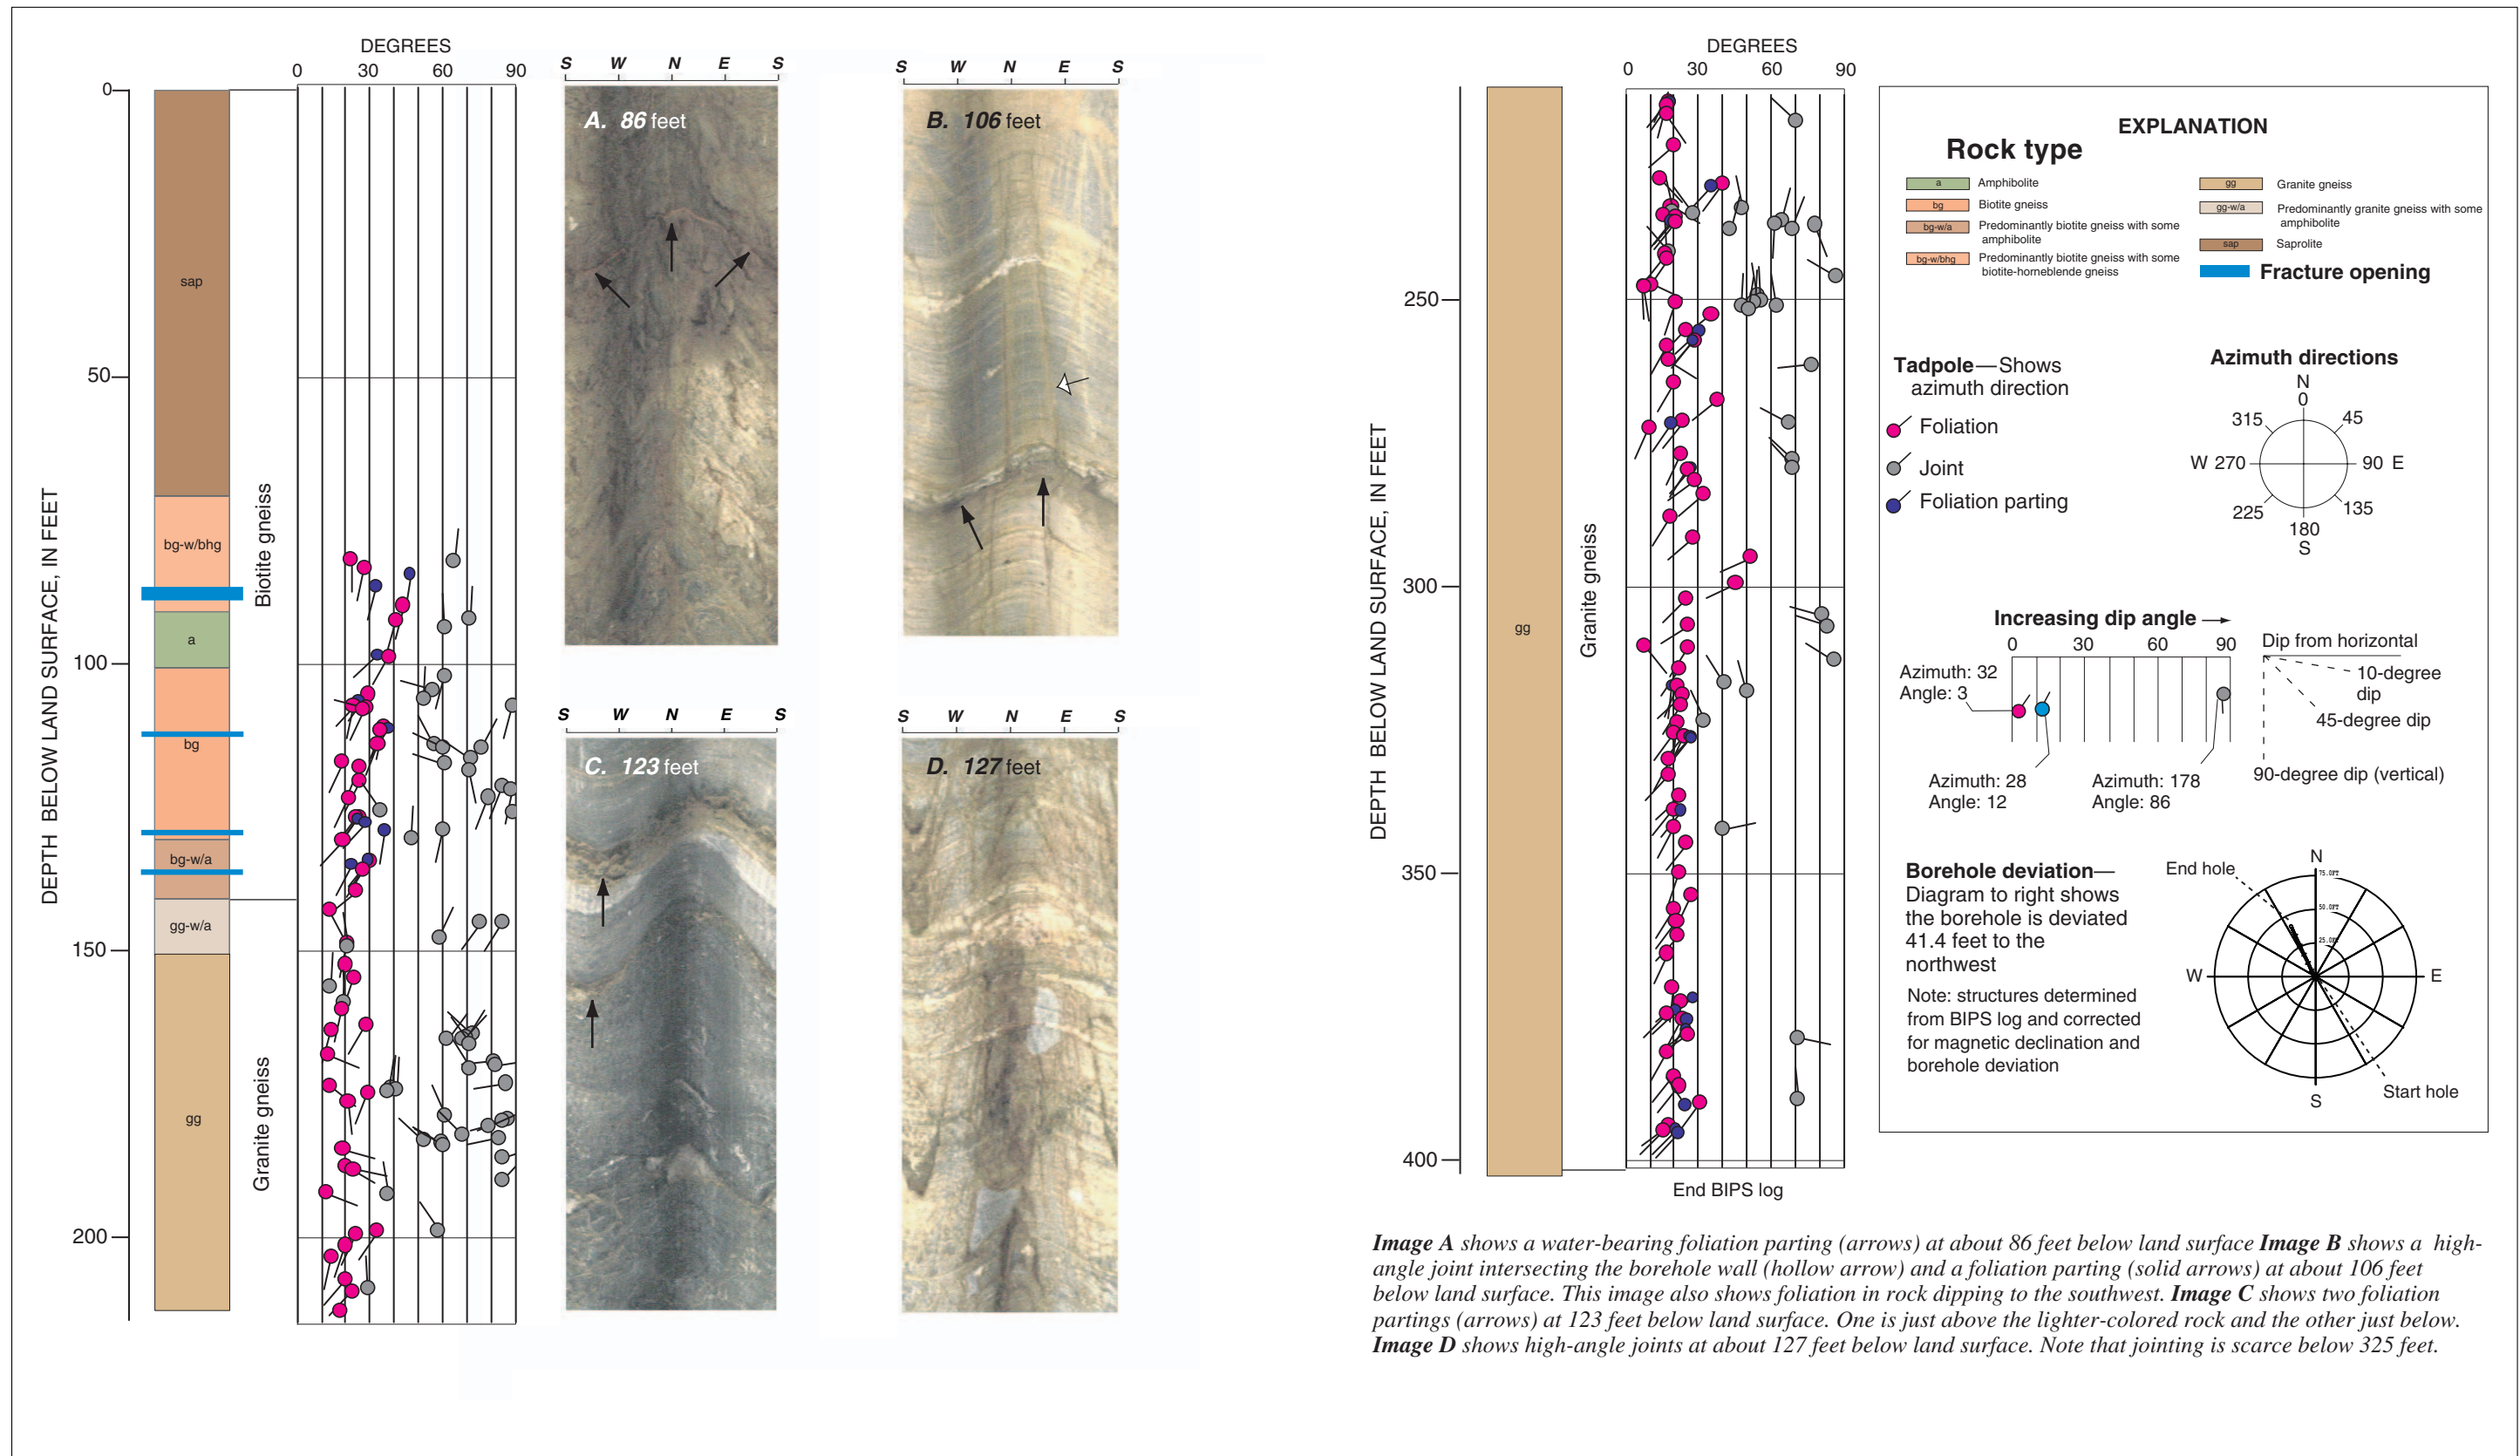 DEGREES
0 30 60 90
DEPTH BELOW LAND SURFACE, IN FEET
0
50
100
150
200
sap
bg-w/bhg
a
bg
bg-w/a
gg-w/a
gg
Biotite gneiss
Granite gneiss
S W N E S
A. 86 feet
S W N E S
B. 106 feet
S W N E S
C. 123 feet
S W N E S
D. 127 feet
DEGREES
0 30 60 90
DEPTH BELOW LAND SURFACE, IN FEET
250
300
350
400
gg
Granite gneiss
End BIPS log
EXPLANATION
Rock type
a Amphibolite
bg Biotite gneiss
bg-w/a Predominantly biotite gneiss with some
amphibolite
bg-w/bhg Predominantly biotite gneiss with some
biotite-horneblende gneiss
gg Granite gneiss
gg-w/a Predominantly granite gneiss with some
amphibolite
sap Saprolite
Fracture opening
Tadpole—Shows
azimuth direction
Foliation
Joint
Foliation parting
Azimuth directions
N
0
315 45
W 270 90 E
225 135
180
S
Increasing dip angle
0 30 60 90
Azimuth: 32
Angle: 3
Azimuth: 28
Angle: 12
Azimuth: 178
Angle: 86
Dip from horizontal
10-degree
dip
45-degree dip
90-degree dip (vertical)
Borehole deviation—
Diagram to right shows
the borehole is deviated
41.4 feet to the
northwest
Note: structures determined
from BIPS log and corrected
for magnetic declination and
borehole deviation
N
End hole
75.0FT
50.0FT
25.0FT
W E
Start hole
S
Image A shows a water-bearing foliation parting (arrows) at about 86 feet below land surface Image B shows a high-
angle joint intersecting the borehole wall (hollow arrow) and a foliation parting (solid arrows) at about 106 feet
below land surface. This image also shows foliation in rock dipping to the southwest. Image C shows two foliation
partings (arrows) at 123 feet below land surface. One is just above the lighter-colored rock and the other just below.
Image D shows high-angle joints at about 127 feet below land surface. Note that jointing is scarce below 325 feet.